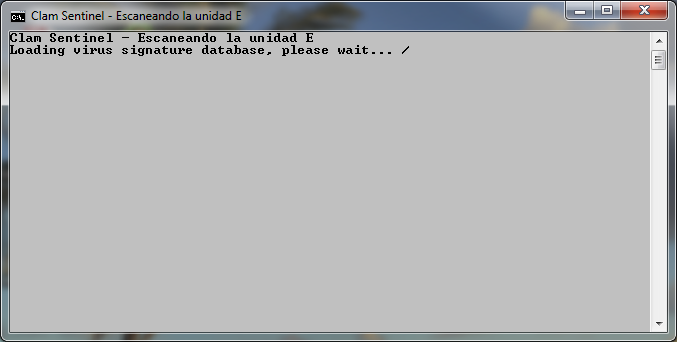 Clam Sentinel - Escaneando la unidad E
Clam Sentinel - Escaneando la unidad E
Loading virus signature database, please wait... /